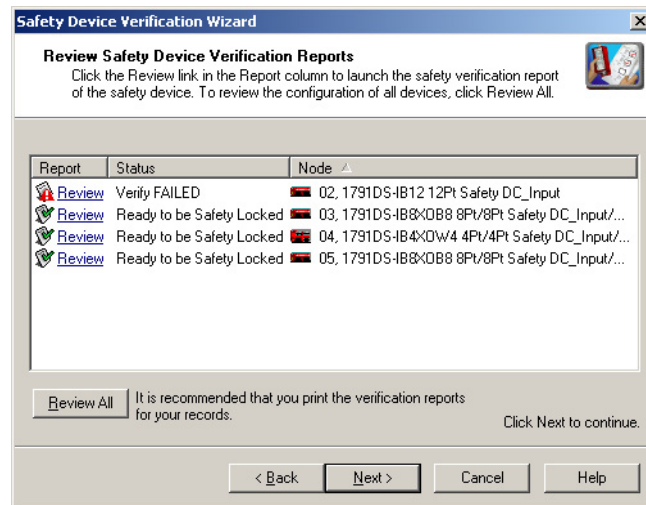 Safety Device Verification Wizard
Review Safety Device Verification Reports
Click the Review link in the Report column to launch the safety verification report
of the safety device. To review the configuration of all devices, click Review All.
Report Status Node
Review Verify FAILED 02, 1791DS-IB12 12Pt Safety DC_Input
Review Ready to be Safety Locked 03, 1791DS-IB8XOB8 8Pt/8Pt Safety DC_Input/...
Review Ready to be Safety Locked 04, 1791DS-IB4XOW4 4Pt/4Pt Safety DC_Input/...
Review Ready to be Safety Locked 05, 1791DS-IB8XOB8 8Pt/8Pt Safety DC_Input/...
Review All It is recommended that you print the verification reports
for your records.
Click Next to continue.
< Back Next > Cancel Help